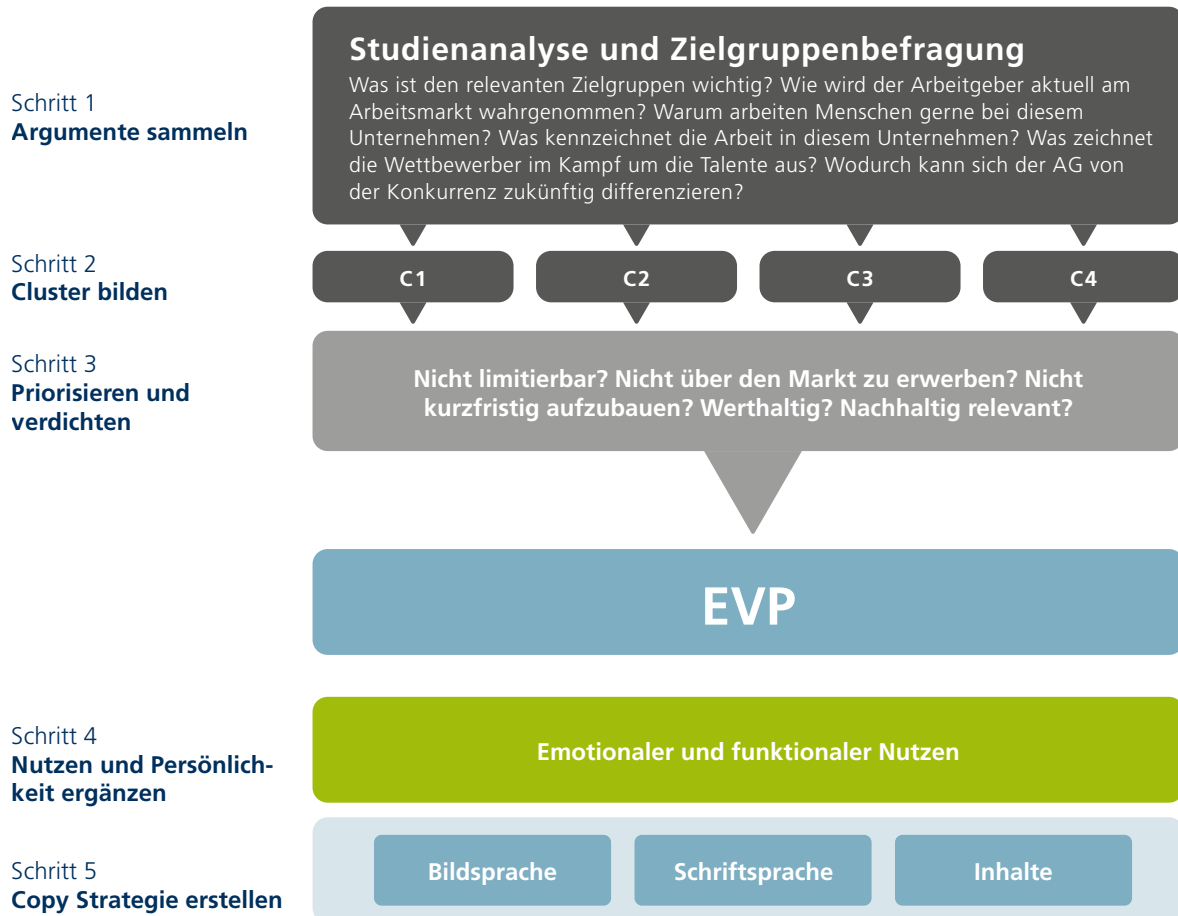 Schritt 1
Argumente sammeln
Studienanalyse und Zielgruppenbefragung
Was ist den relevanten Zielgruppen wichtig? Wie wird der Arbeitgeber aktuell am
Arbeitsmarkt wahrgenommen? Warum arbeiten Menschen gerne bei diesem
Unternehmen? Was kennzeichnet die Arbeit in diesem Unternehmen? Was zeichnet
die Wettbewerber im Kampf um die Talente aus? Wodurch kann sich der AG von
der Konkurrenz zukünftig differenzieren?
Schritt 2
Cluster bilden
C1
C2
C3
C4
Schritt 3
Priorisieren und
verdichten
Nicht limitierbar? Nicht über den Markt zu erwerben? Nicht
kurzfristig aufzubauen? Werthaltig? Nachhaltig relevant?
EVP
Schritt 4
Nutzen und Persönlich-
keit ergänzen
Emotionaler und funktionaler Nutzen
Schritt 5
Copy Strategie erstellen
Bildsprache
Schriftsprache
Inhalte